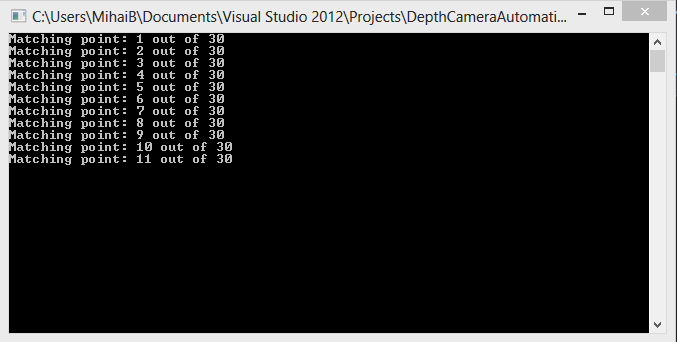 C:\Users\MihaiB\Documents\Visual Studio 2012\Projects\DepthCameraAutomati...
Matching point: 1 out of 30
Matching point: 2 out of 30
Matching point: 3 out of 30
Matching point: 4 out of 30
Matching point: 5 out of 30
Matching point: 6 out of 30
Matching point: 7 out of 30
Matching point: 8 out of 30
Matching point: 9 out of 30
Matching point: 10 out of 30
Matching point: 11 out of 30